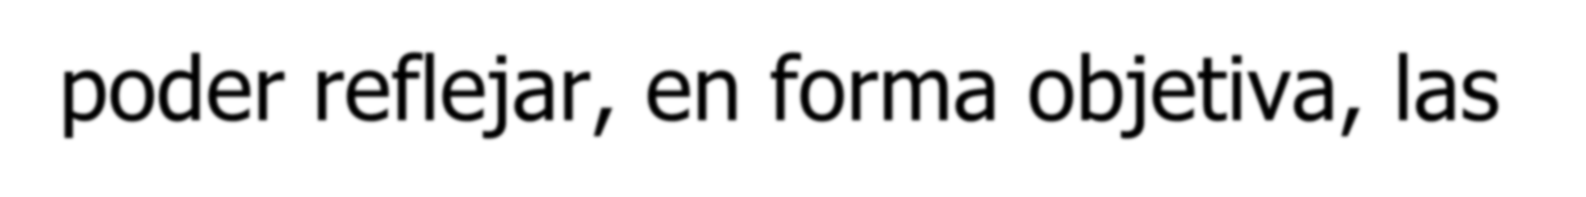 poder reflejar, en forma objetiva, las